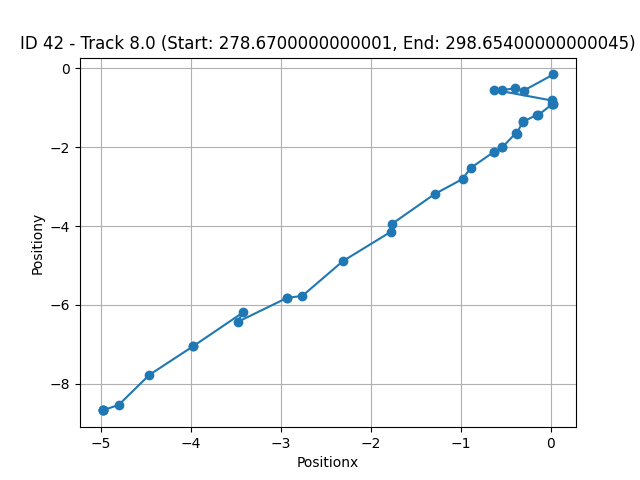 ID 42 - Track 8.0 (Start: 278.6700000000001, End: 298.65400000000045)
0
−2
−4
−6
−8
Positiony
−5 −4 −3 −2 −1 0
Positionx